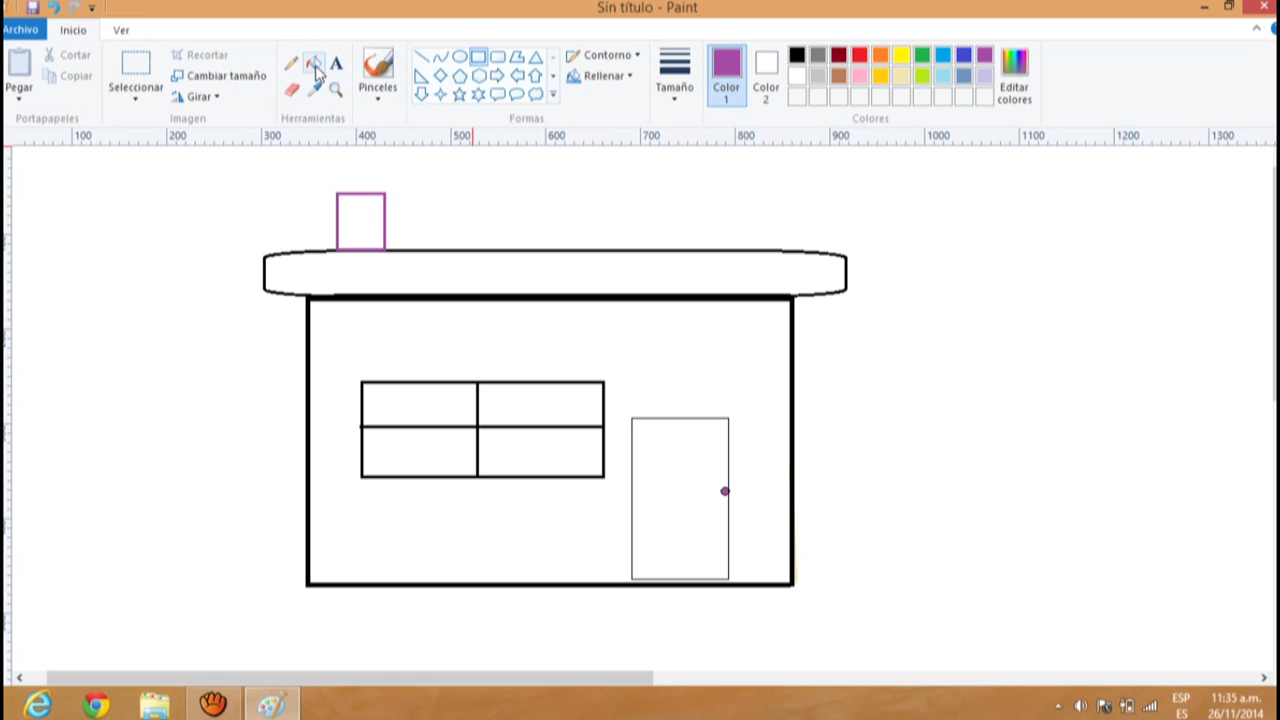 Sin título - Paint
Archivo Inicio Ver
Pegar
Cortar
Copiar
Portapapeles
Seleccionar
Recortar
Cambiar tamaño
Girar
Imagen
A
Herramientas
Pinceles
Contorno
Rellenar
Formas
Tamaño
Color 1
Color 2
Editar colores
Colores
100 200 300 400 500 600 700 800 900 1000 1100 1200 1300
ESP
ES
11:35 a.m.
26/11/2014